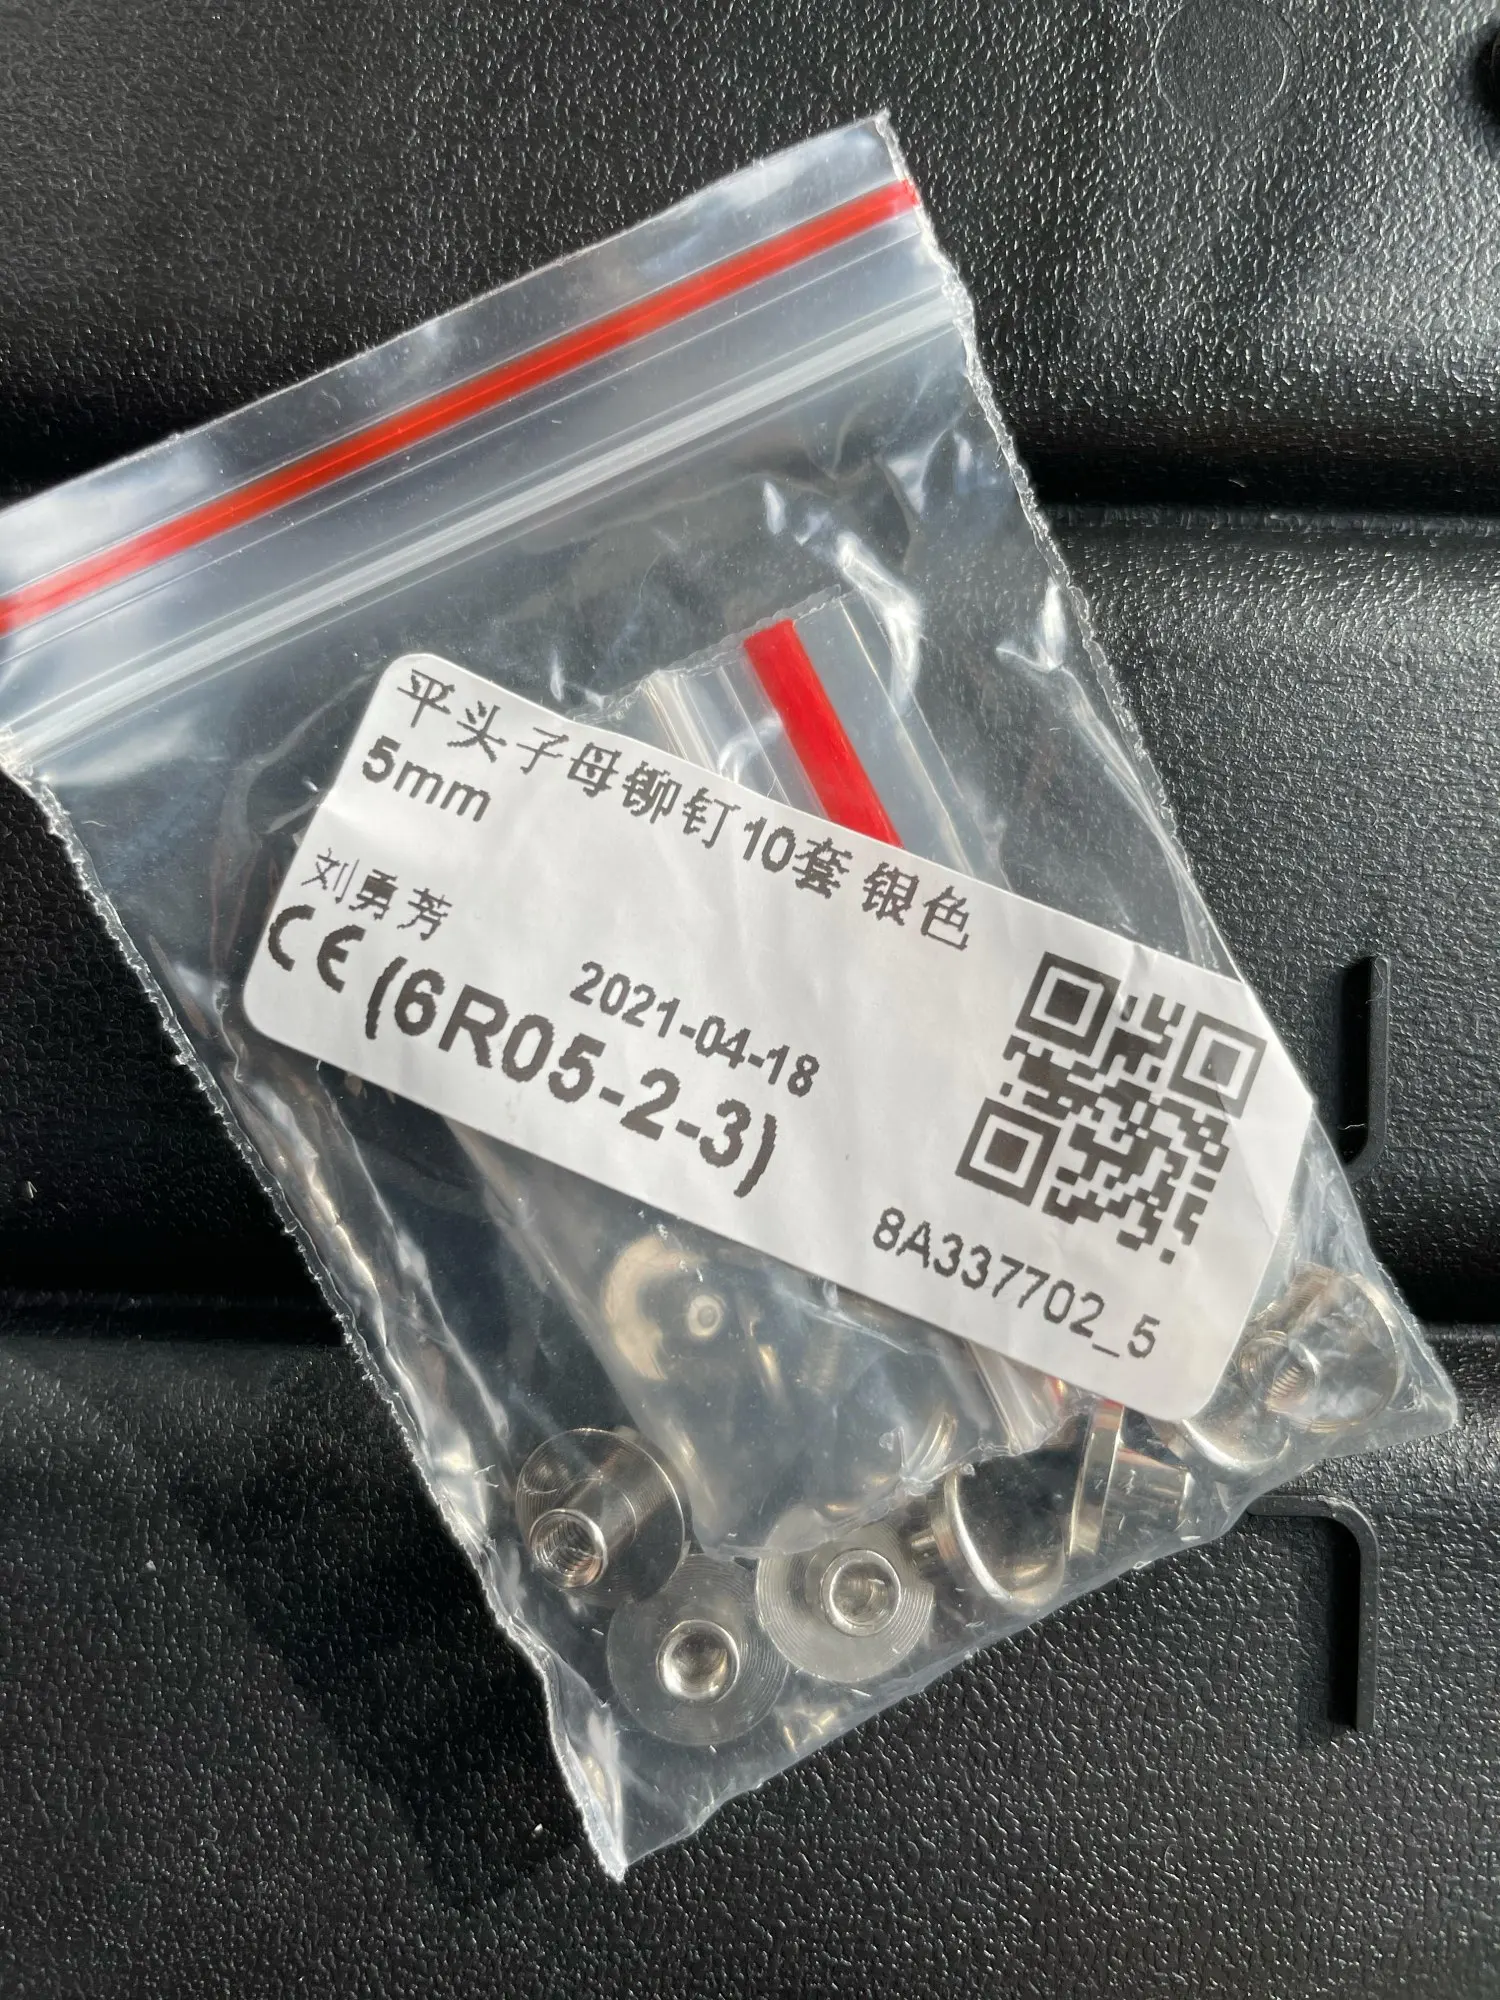 平头子母铆钉10套 银色
5mm
刘勇芳
2021-04-18
CE (6R05-2-3)
8A337702_5